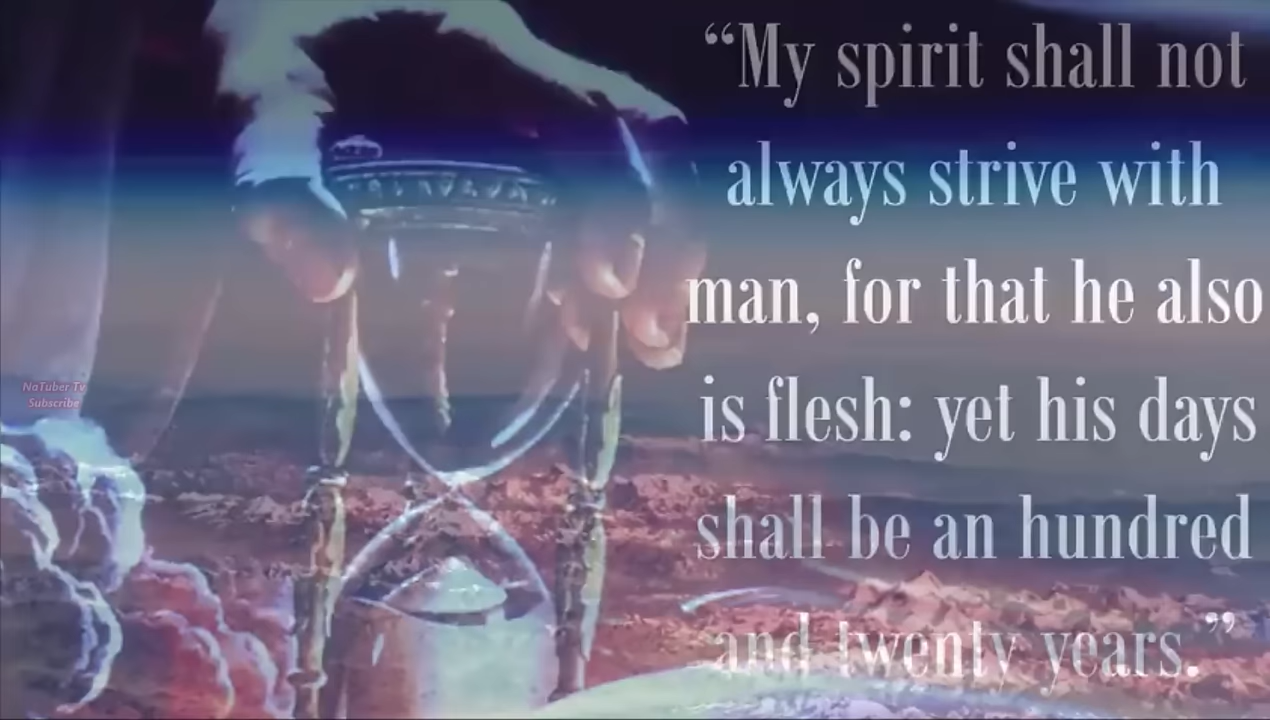 “My spirit shall not
always strive with
man, for that he also
is flesh: yet his days
shall be an hundred
and twenty years.”
NaTuber Tv
Subscribe